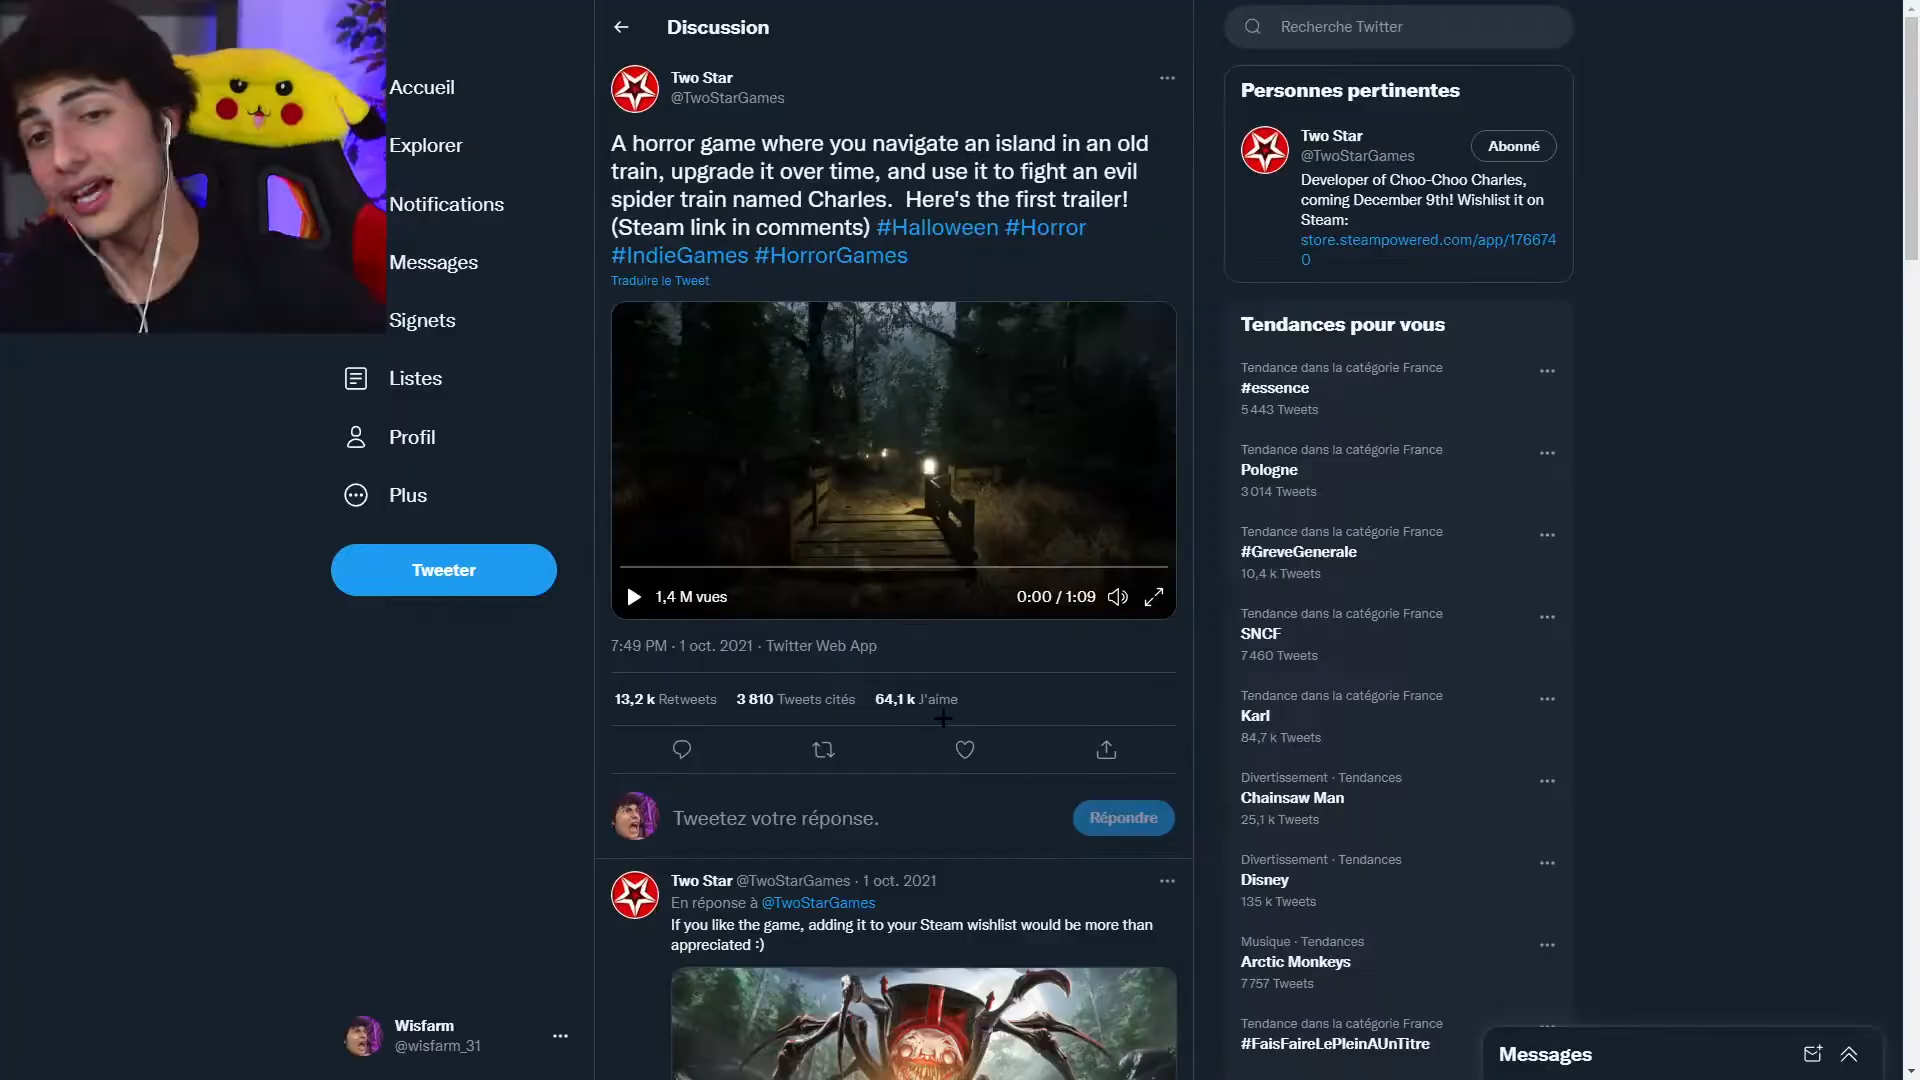 Accueil
Explorer
Notifications
Messages
Signets
Listes
Profil
Plus
Tweeter
Wisfarm
@wisfarm_31
Discussion
Two Star
@TwoStarGames
A horror game where you navigate an island in an old
train, upgrade it over time, and use it to fight an evil
spider train named Charles.  Here's the first trailer!
(Steam link in comments) #Halloween #Horror
#IndieGames #HorrorGames
Traduire le Tweet
1,4 M vues
0:00 / 1:09
7:49 PM · 1 oct. 2021 · Twitter Web App
13,2 k Retweets 3 810 Tweets cités 64,1 k J'aime
Tweetez votre réponse.
Répondre
Two Star @TwoStarGames · 1 oct. 2021
En réponse à @TwoStarGames
If you like the game, adding it to your Steam wishlist would be more than
appreciated :)
Recherche Twitter
Personnes pertinentes
Two Star
@TwoStarGames
Abonné
Developer of Choo-Choo Charles,
coming December 9th! Wishlist it on
Steam:
store.steampowered.com/app/176674
0
Tendances pour vous
Tendance dans la catégorie France
#essence
5 443 Tweets
Tendance dans la catégorie France
Pologne
3 014 Tweets
Tendance dans la catégorie France
#GreveGenerale
10,4 k Tweets
Tendance dans la catégorie France
SNCF
7 460 Tweets
Tendance dans la catégorie France
Karl
84,7 k Tweets
Divertissement · Tendances
Chainsaw Man
25,1 k Tweets
Divertissement · Tendances
Disney
135 k Tweets
Musique · Tendances
Arctic Monkeys
7 757 Tweets
Tendance dans la catégorie France
#FaisFaireLePleinAUnTitre
Messages